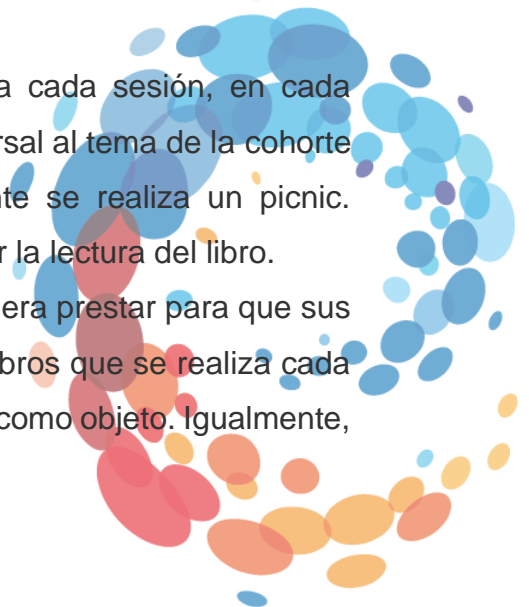 a cada sesión, en cada
rsal al tema de la cohorte
nte se realiza un picnic.
r la lectura del libro.
era prestar para que sus
bros que se realiza cada
como objeto. Igualmente,